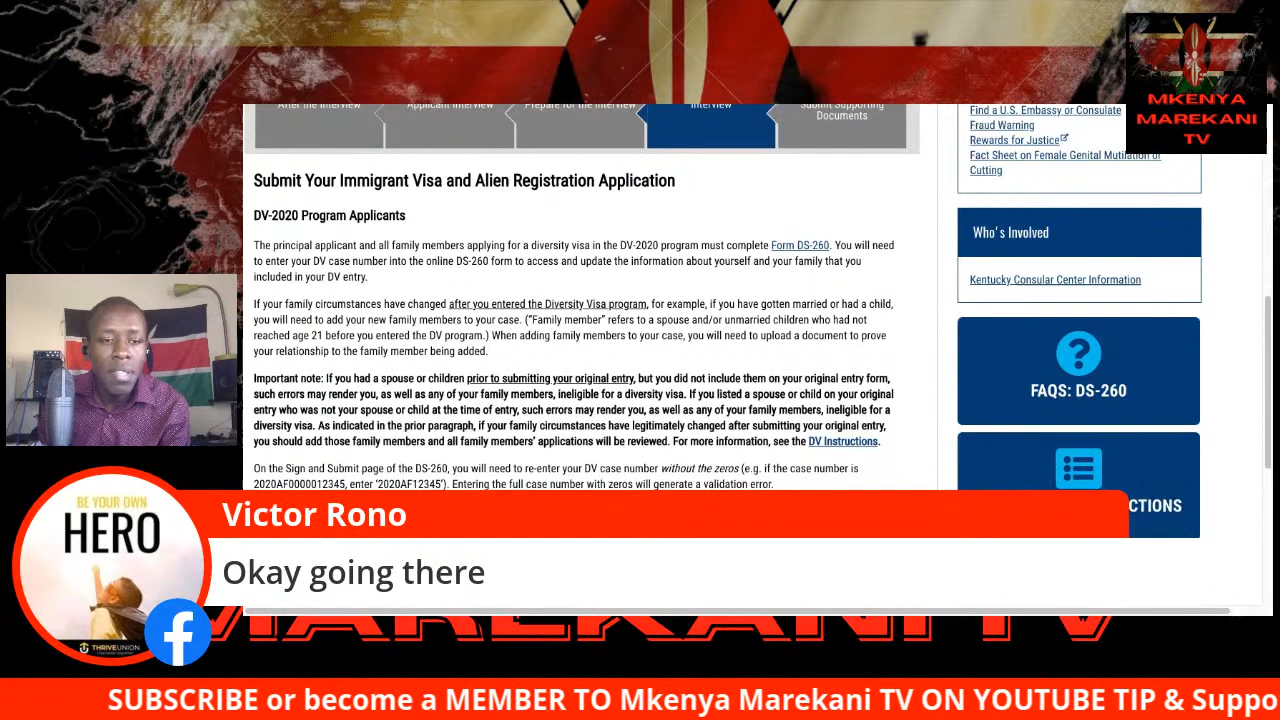 MKENYA
MAREKANI
TV
After the Interview
Applicant Interview
Prepare for the Interview
Interview
Submit Supporting
Documents
Find a U.S. Embassy or Consulate
Fraud Warning
Rewards for Justice
Fact Sheet on Female Genital Mutilation or
Cutting
Submit Your Immigrant Visa and Alien Registration Application
DV-2020 Program Applicants
The principal applicant and all family members applying for a diversity visa in the DV-2020 program must complete Form DS-260. You will need
to enter your DV case number into the online DS-260 form to access and update the information about yourself and your family that you
included in your DV entry.
If your family circumstances have changed after you entered the Diversity Visa program, for example, if you have gotten married or had a child,
you will need to add your new family members to your case. ("Family member" refers to a spouse and/or unmarried children who had not
reached age 21 before you entered the DV program.) When adding family members to your case, you will need to upload a document to prove
your relationship to the family member being added.
Important note: If you had a spouse or children prior to submitting your original entry, but you did not include them on your original entry form,
such errors may render you, as well as any of your family members, ineligible for a diversity visa. If you listed a spouse or child on your original
entry who was not your spouse or child at the time of entry, such errors may render you, as well as any of your family members, ineligible for a
diversity visa. As indicated in the prior paragraph, if your family circumstances have legitimately changed after submitting your original entry,
you should add those family members and all family members' applications will be reviewed. For more information, see the DV Instructions.
On the Sign and Submit page of the DS-260, you will need to re-enter your DV case number without the zeros (e.g. if the case number is
2020AF0000012345, enter '2020AF12345'). Entering the full case number with zeros will generate a validation error.
Who's Involved
Kentucky Consular Center Information
FAQS: DS-260
CTIONS
BE YOUR OWN
HERO
THRIVEUNION
Victor Rono
Okay going there
MAREKANI TV
SUBSCRIBE or become a MEMBER TO Mkenya Marekani TV ON YOUTUBE TIP & Suppo